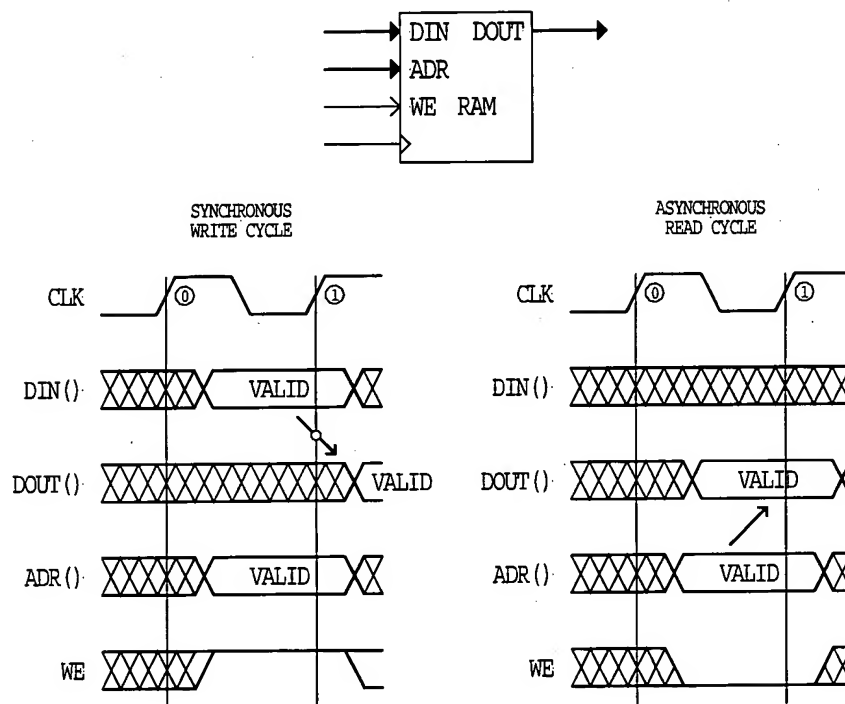 DIN DOUT
ADR
WE RAM
SYNCHRONOUS
WRITE CYCLE
CLK
0
1
DIN()
VALID
DOUT()
VALID
ADR()
VALID
WE
ASYNCHRONOUS
READ CYCLE
CLK
0
1
DIN()
DOUT()
VALID
ADR()
VALID
WE